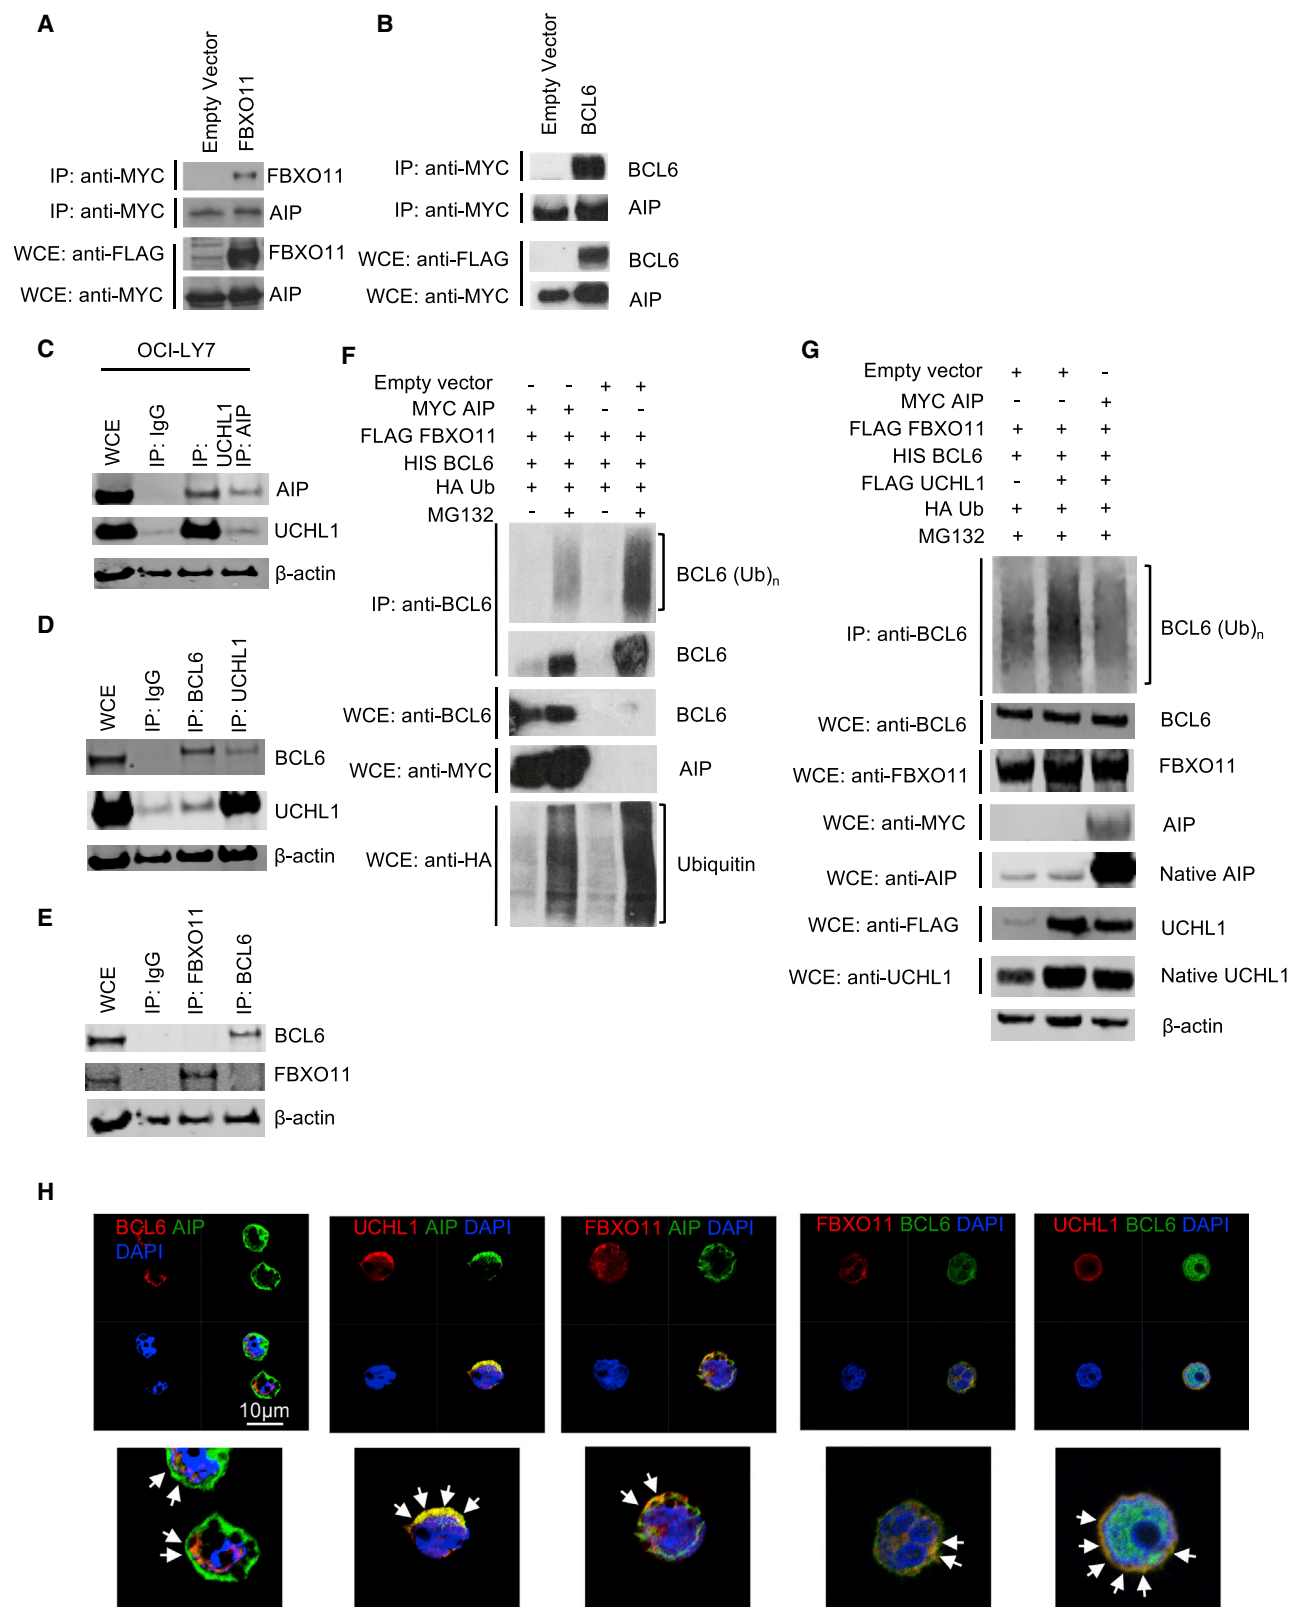 A
Empty Vector
FBXO11
IP: anti-MYC FBXO11
IP: anti-MYC AIP
WCE: anti-FLAG FBXO11
WCE: anti-MYC AIP
B
Empty Vector
BCL6
IP: anti-MYC BCL6
IP: anti-MYC AIP
WCE: anti-FLAG BCL6
WCE: anti-MYC AIP
C
OCI-LY7
WCE
IP: IgG
IP:
UCHL1
IP: AIP
AIP
UCHL1
β-actin
D
WCE
IP: IgG
IP: BCL6
IP: UCHL1
BCL6
UCHL1
β-actin
E
WCE
IP: IgG
IP: FBXO11
IP: BCL6
BCL6
FBXO11
β-actin
F
Empty vector - - + +
MYC AIP + + - -
FLAG FBXO11 + + + +
HIS BCL6 + + + +
HA Ub + + + +
MG132 - + - +
IP: anti-BCL6
BCL6 (Ub)n
BCL6
WCE: anti-BCL6 BCL6
WCE: anti-MYC AIP
WCE: anti-HA Ubiquitin
G
Empty vector + + -
MYC AIP - - +
FLAG FBXO11 + + +
HIS BCL6 + + +
FLAG UCHL1 - + +
HA Ub + + +
MG132 + + +
IP: anti-BCL6 BCL6 (Ub)n
WCE: anti-BCL6 BCL6
WCE: anti-FBXO11 FBXO11
WCE: anti-MYC AIP
WCE: anti-AIP Native AIP
WCE: anti-FLAG UCHL1
WCE: anti-UCHL1 Native UCHL1
β-actin
H
BCL6 AIP
DAPI
10μm
UCHL1 AIP DAPI
FBXO11 AIP DAPI
FBXO11 BCL6 DAPI
UCHL1 BCL6 DAPI